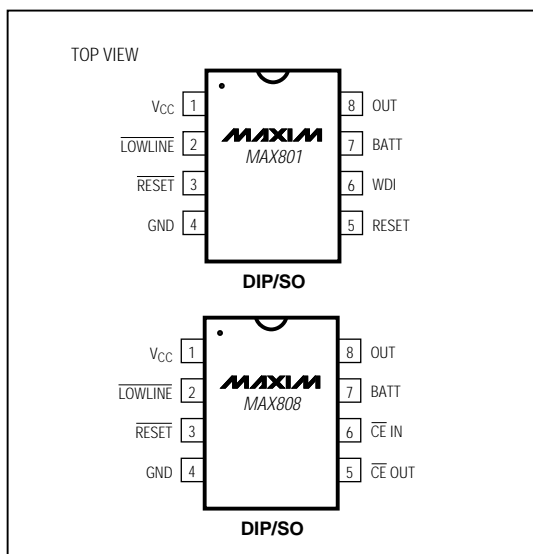 TOP VIEW
VCC 1 8 OUT
LOWLINE 2 MAXIM 7 BATT
MAX801
RESET 3 6 WDI
GND 4 5 RESET
DIP/SO
VCC 1 8 OUT
LOWLINE 2 MAXIM 7 BATT
MAX808
RESET 3 6 CE IN
GND 4 5 CE OUT
DIP/SO